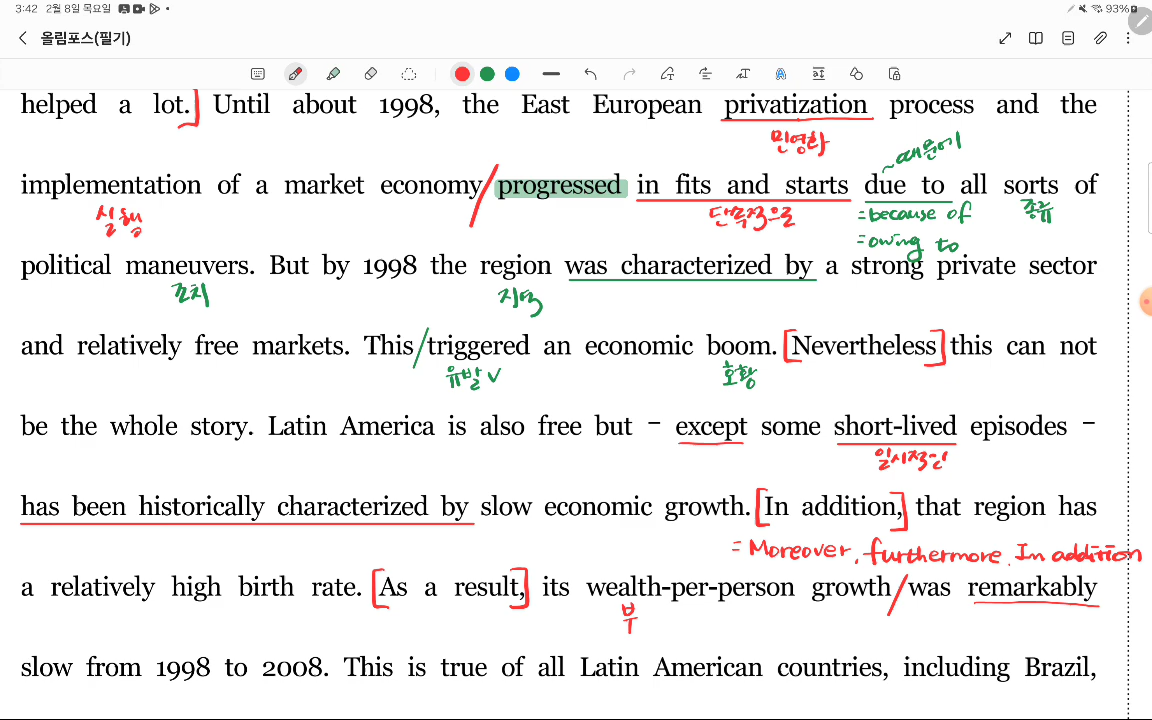 3:42 2월 8일 목요일
93%
올림포스(필기)
helped a lot.] Until about 1998, the East European privatization process and the
민영화
~때문에
implementation of a market economy / progressed in fits and starts due to all sorts of
실행
단속적으로
=because of
종류
=owing to
political maneuvers. But by 1998 the region was characterized by a strong private sector
조치
지역
and relatively free markets. This / triggered an economic boom. [Nevertheless] this can not
유발 v
호황
be the whole story. Latin America is also free but – except some short-lived episodes –
일시적인
has been historically characterized by slow economic growth. [In addition,] that region has
= Moreover, furthermore, In addition
a relatively high birth rate. [As a result,] its wealth-per-person growth / was remarkably
부
slow from 1998 to 2008. This is true of all Latin American countries, including Brazil,